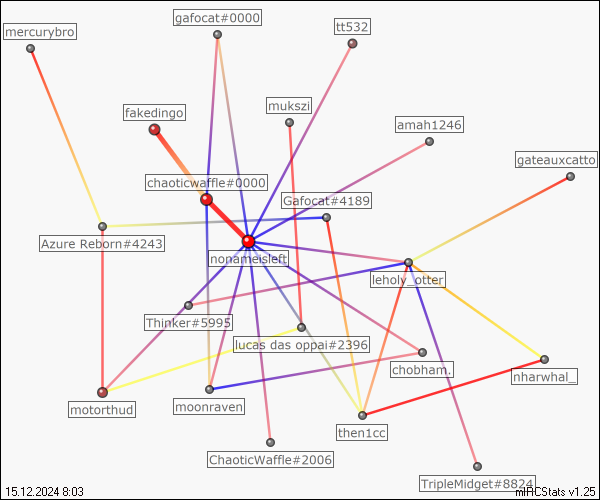 gafocat#0000
mercurybro
tt532
mukszi
fakedingo
amah1246
gateauxcatto
chaoticwaffle#0000
Gafocat#4189
Azure Reborn#4243
nonameisleft
leholy_otter
Thinker#5995
lucas das oppai#2396
chobham.
nharwhal_
motorthud
moonraven
then1cc
ChaoticWaffle#2006
TripleMidget#8824
15.12.2024 8:03
mIRCStats v1.25